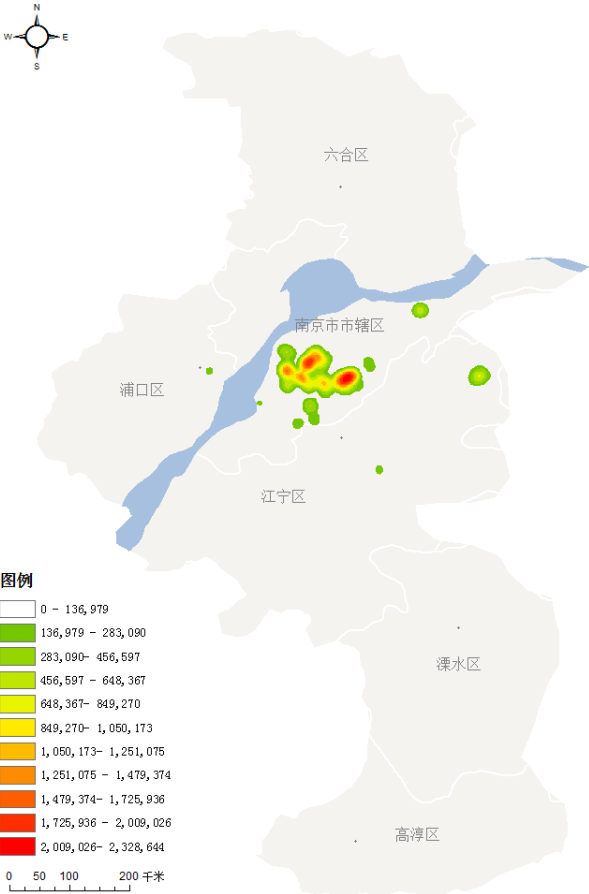 N
W E
S
六合区
南京市市辖区
浦口区
江宁区
溧水区
高淳区
图例
0 - 136,979
136,979 - 283,090
283,090- 456,597
456,597 - 648,367
648,367- 849,270
849,270- 1,050,173
1,050,173- 1,251,075
1,251,075 - 1,479,374
1,479,374- 1,725,936
1,725,936 - 2,009,026
2,009,026- 2,328,644
0 50 100 200 千米